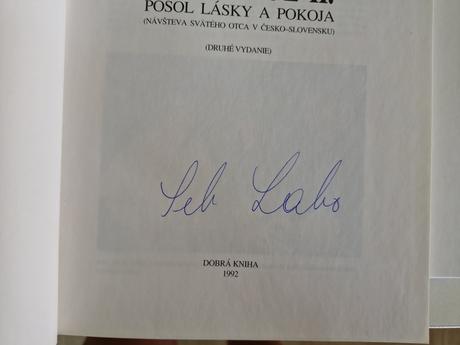 POSOL LÁSKY A POKOJA
(NÁVŠTEVA SVÄTÉHO OTCA V ČESKO–SLOVENSKU)
(DRUHÉ VYDANIE)
Seb Labo
DOBRÁ KNIHA
1992